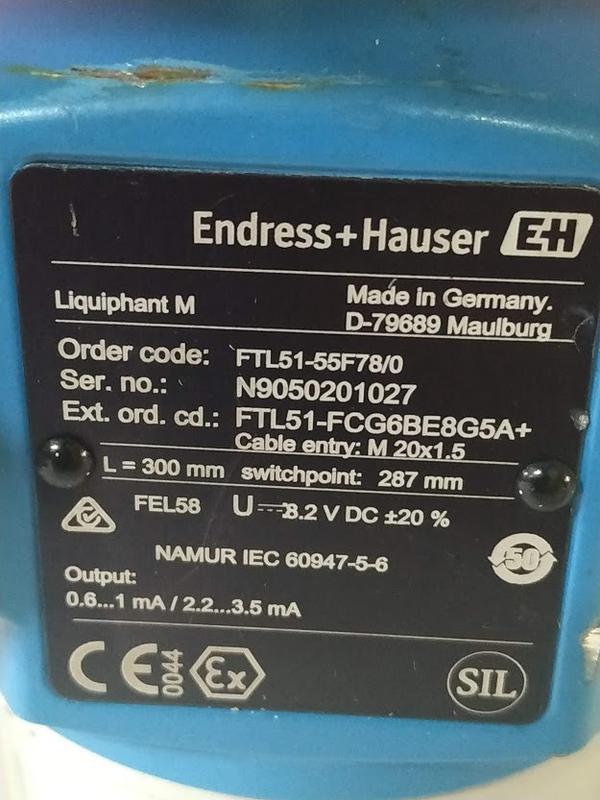 Endress+Hauser EH
Liquiphant M
Made in Germany.
D-79689 Maulburg
Order code: FTL51-55F78/0
Ser. no.: N9050201027
Ext. ord. cd.: FTL51-FCG6BE8G5A+
Cable entry: M 20x1.5
L = 300 mm switchpoint: 287 mm
FEL58 U 8.2 V DC ±20 %
NAMUR IEC 60947-5-6
50
Output:
0.6...1 mA / 2.2...3.5 mA
CE 0044 Ex SIL